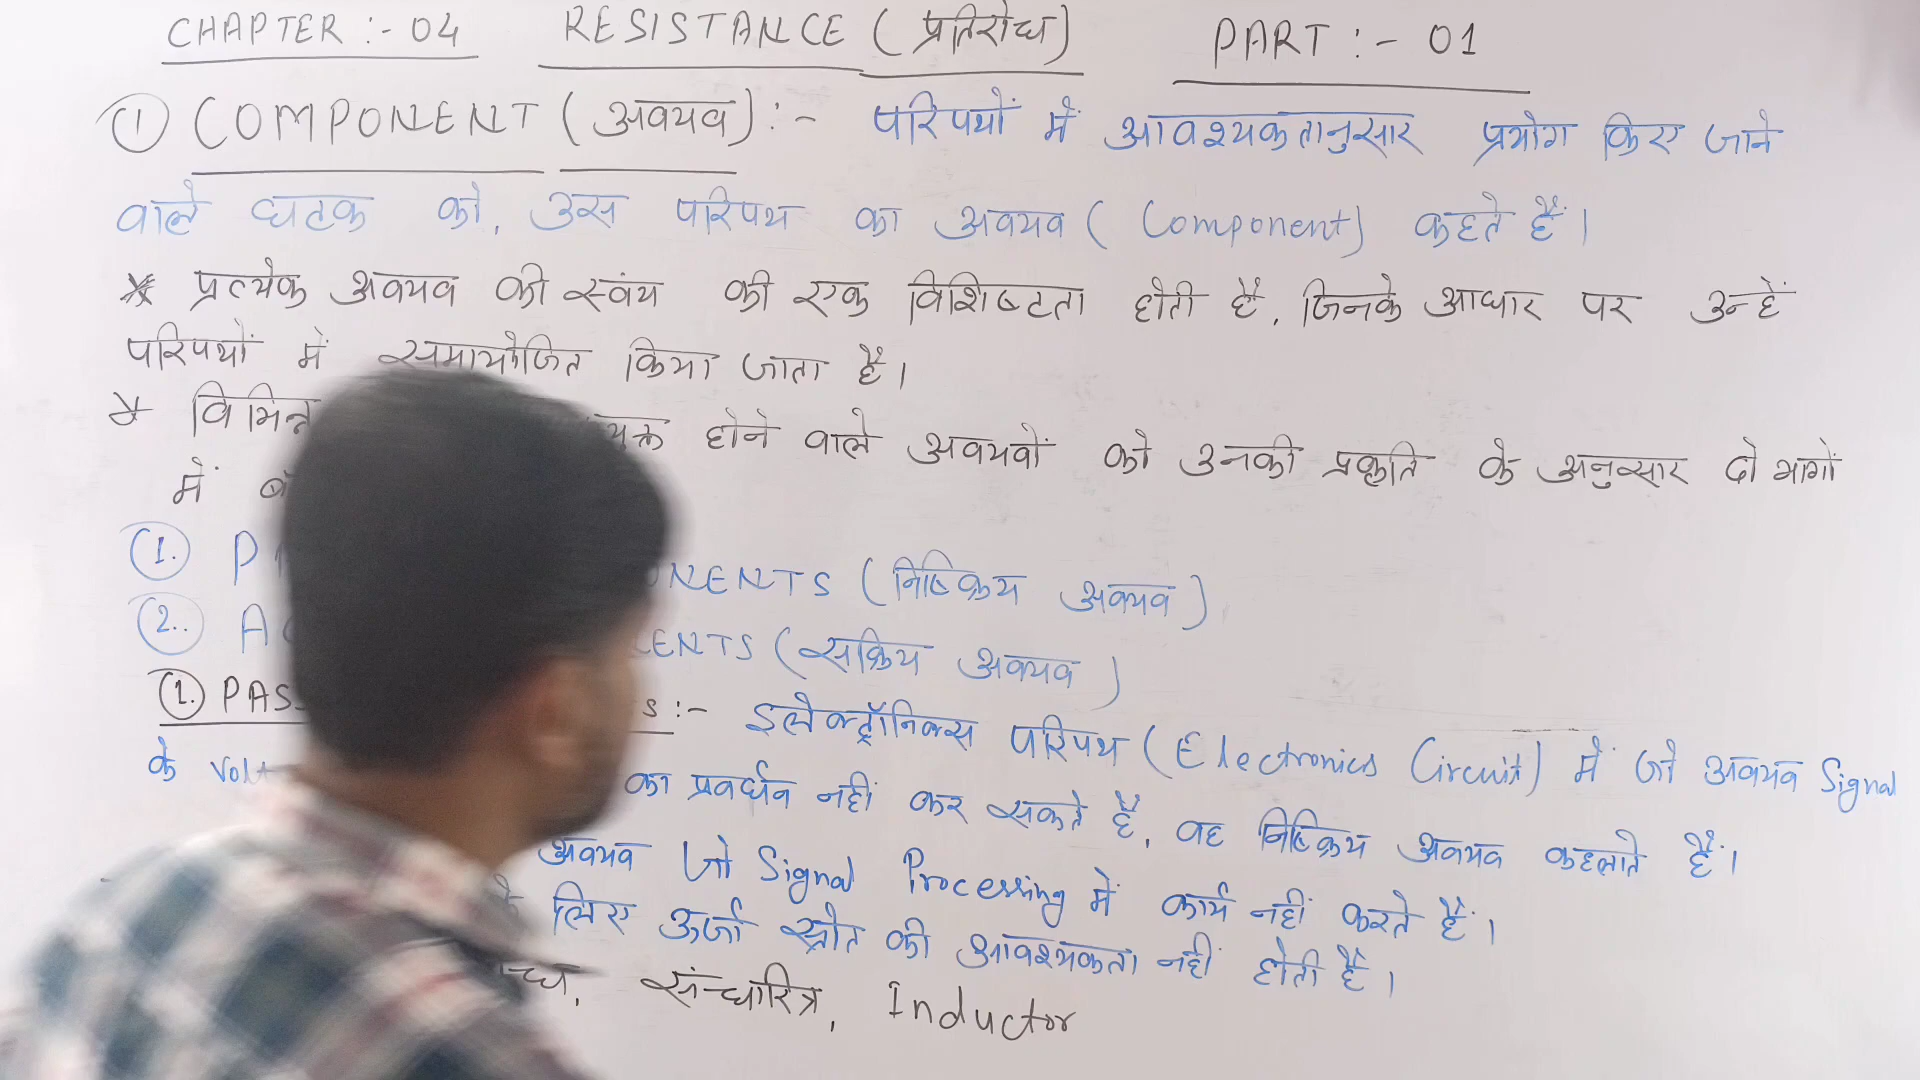 CHAPTER :- 04 RESISTANCE (प्रतिरोध) PART :- 01
① COMPONENT (अवयव) :- परिपथों में आवश्यकतानुसार प्रयोग किए जाने
वाले घटक को, उस परिपथ का अवयव ( Component) कहते हैं।
* प्रत्येक अवयव की स्वंय की एक विशिष्टता होती है, जिनके आधार पर उन्हें
परिपथों में समायोजित किया जाता है।
* विभिन्न होने वाले अवयवों को उनकी प्रकृति के अनुसार दो भागों
में
①. NENTS (निष्क्रिय अवयव)
②.. ENTS (सक्रिय अवयव )
①. PASS S :- इलेक्ट्रॉनिक्स परिपथ (Electronics Circuit) में जो अवयव Signal
के Volt का प्रवर्धन नहीं कर सकते हैं, वह निष्क्रिय अवयव कहलाते हैं।
अवयव जो Signal Processing में कार्य नहीं करते हैं।
लिए ऊर्जा स्रोत की आवश्यकता नहीं होती है।
संन्धारित्र, Inductor